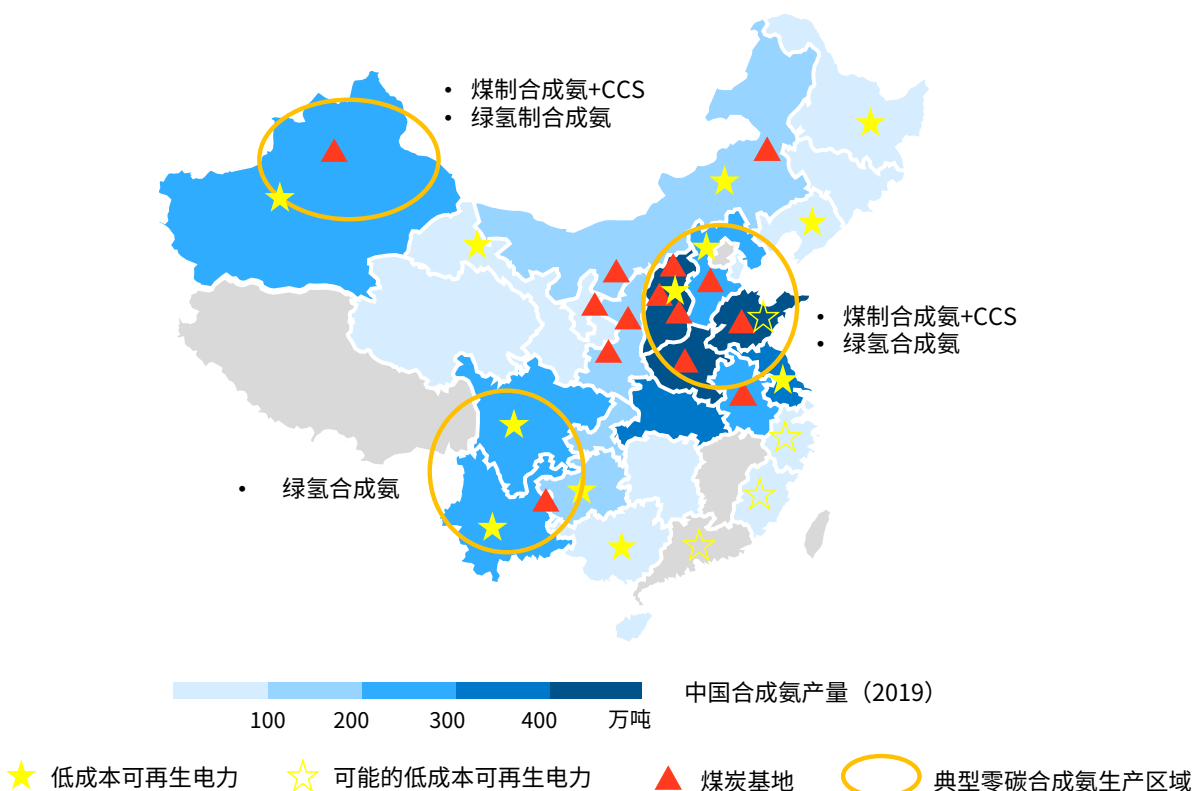 • 煤制合成氨+CCS
• 绿氢制合成氨
• 煤制合成氨+CCS
• 绿氢合成氨
• 绿氢合成氨
中国合成氨产量（2019）
100 200 300 400 万吨
低成本可再生电力 可能的低成本可再生电力 煤炭基地 典型零碳合成氨生产区域